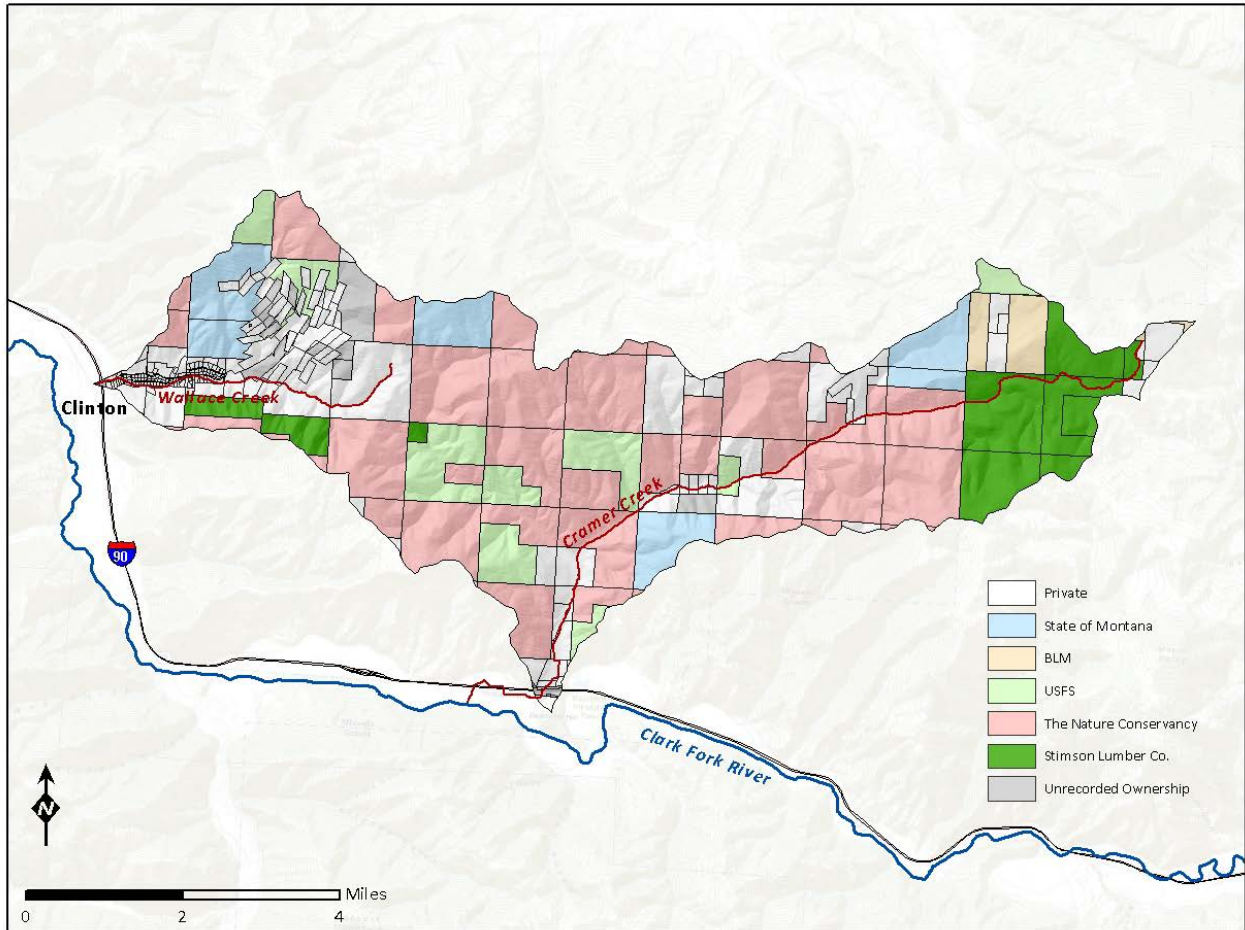 Clinton
Wallace Creek
Cramer Creek
90
Clark Fork River
Private
State of Montana
BLM
USFS
The Nature Conservancy
Stimson Lumber Co.
Unrecorded Ownership
N
Miles
0 2 4